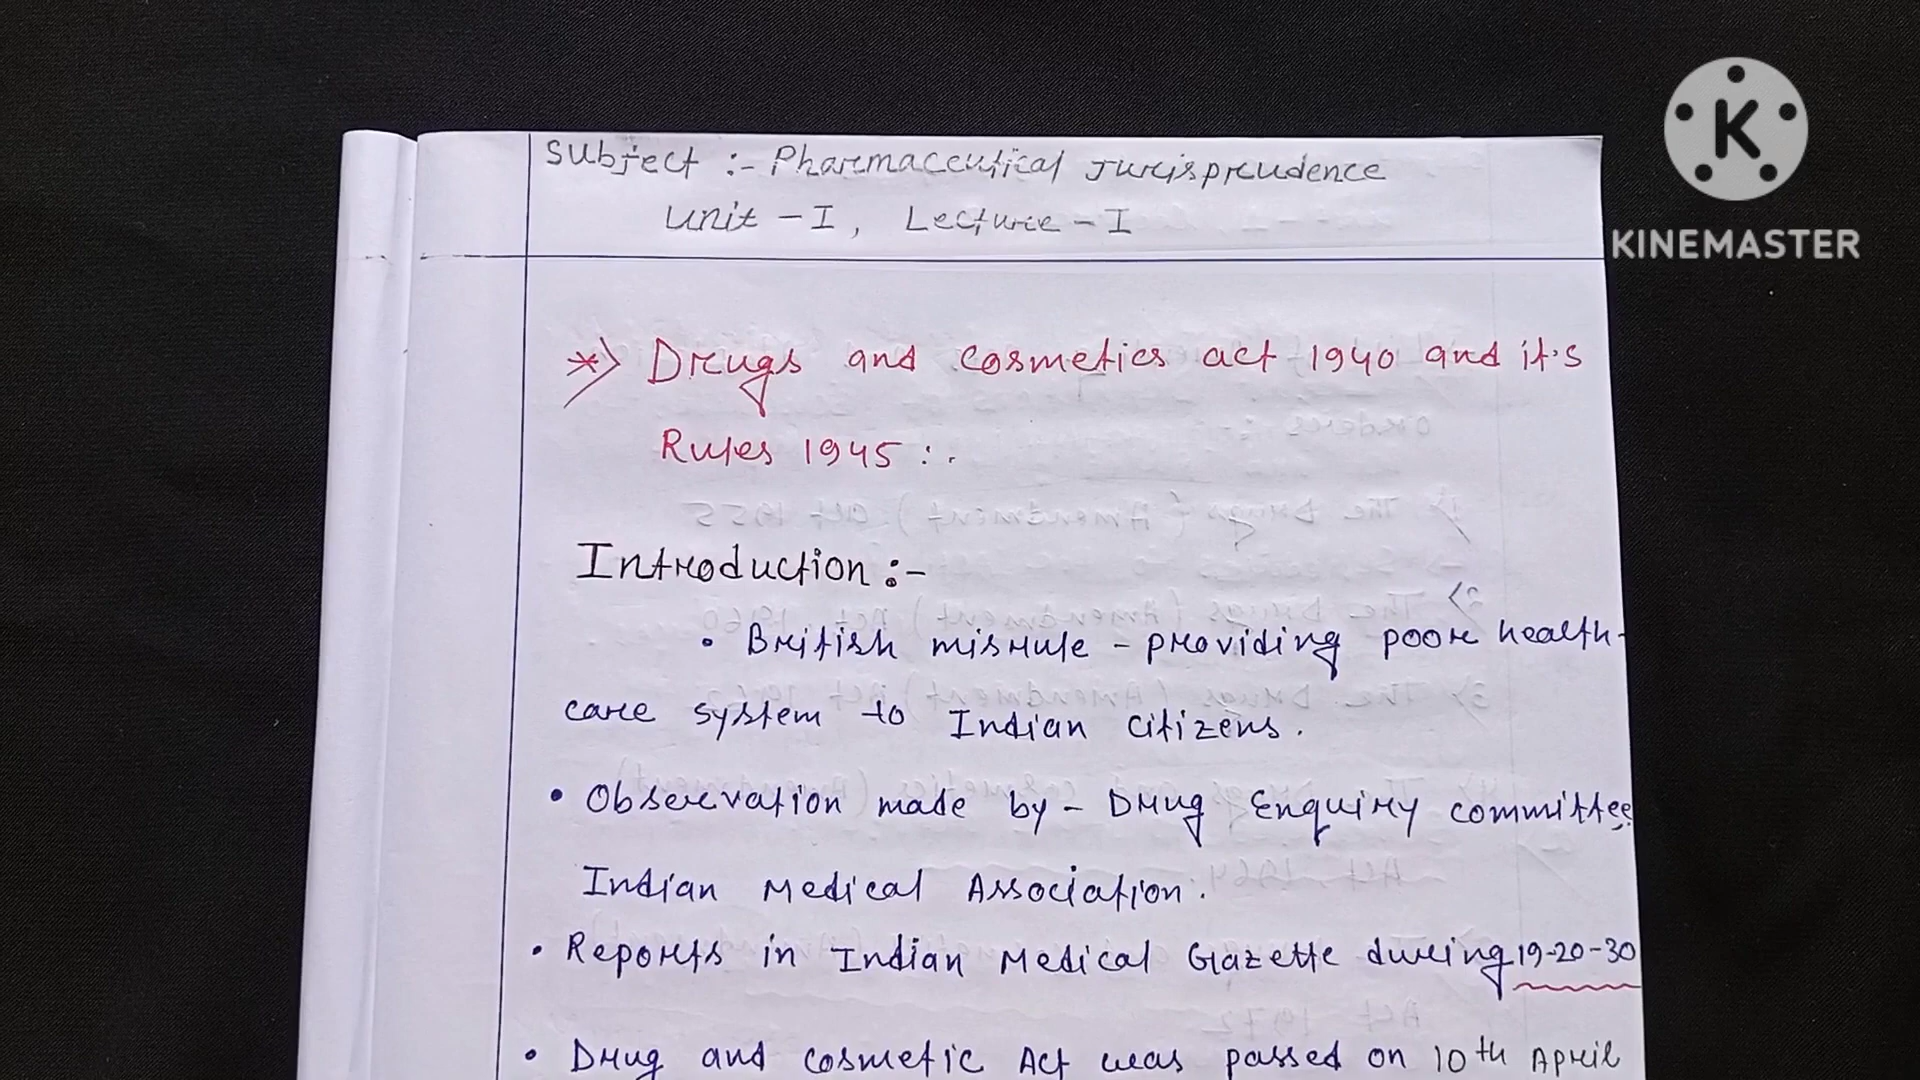 Subject :- Pharmaceutical Jurisprudence
Unit - I, Lecture - I
*> Drugs and cosmetics act 1940 and it's
Rules 1945 :.
Introduction :-
• British misrule - providing poor health-
care system to Indian citizens.
• Observation made by - Drug Enquiry committee
Indian Medical Association.
• Reports in Indian Medical Gazette during 19-20-30
• Drug and cosmetic Act was passed on 10th April
K
KINEMASTER